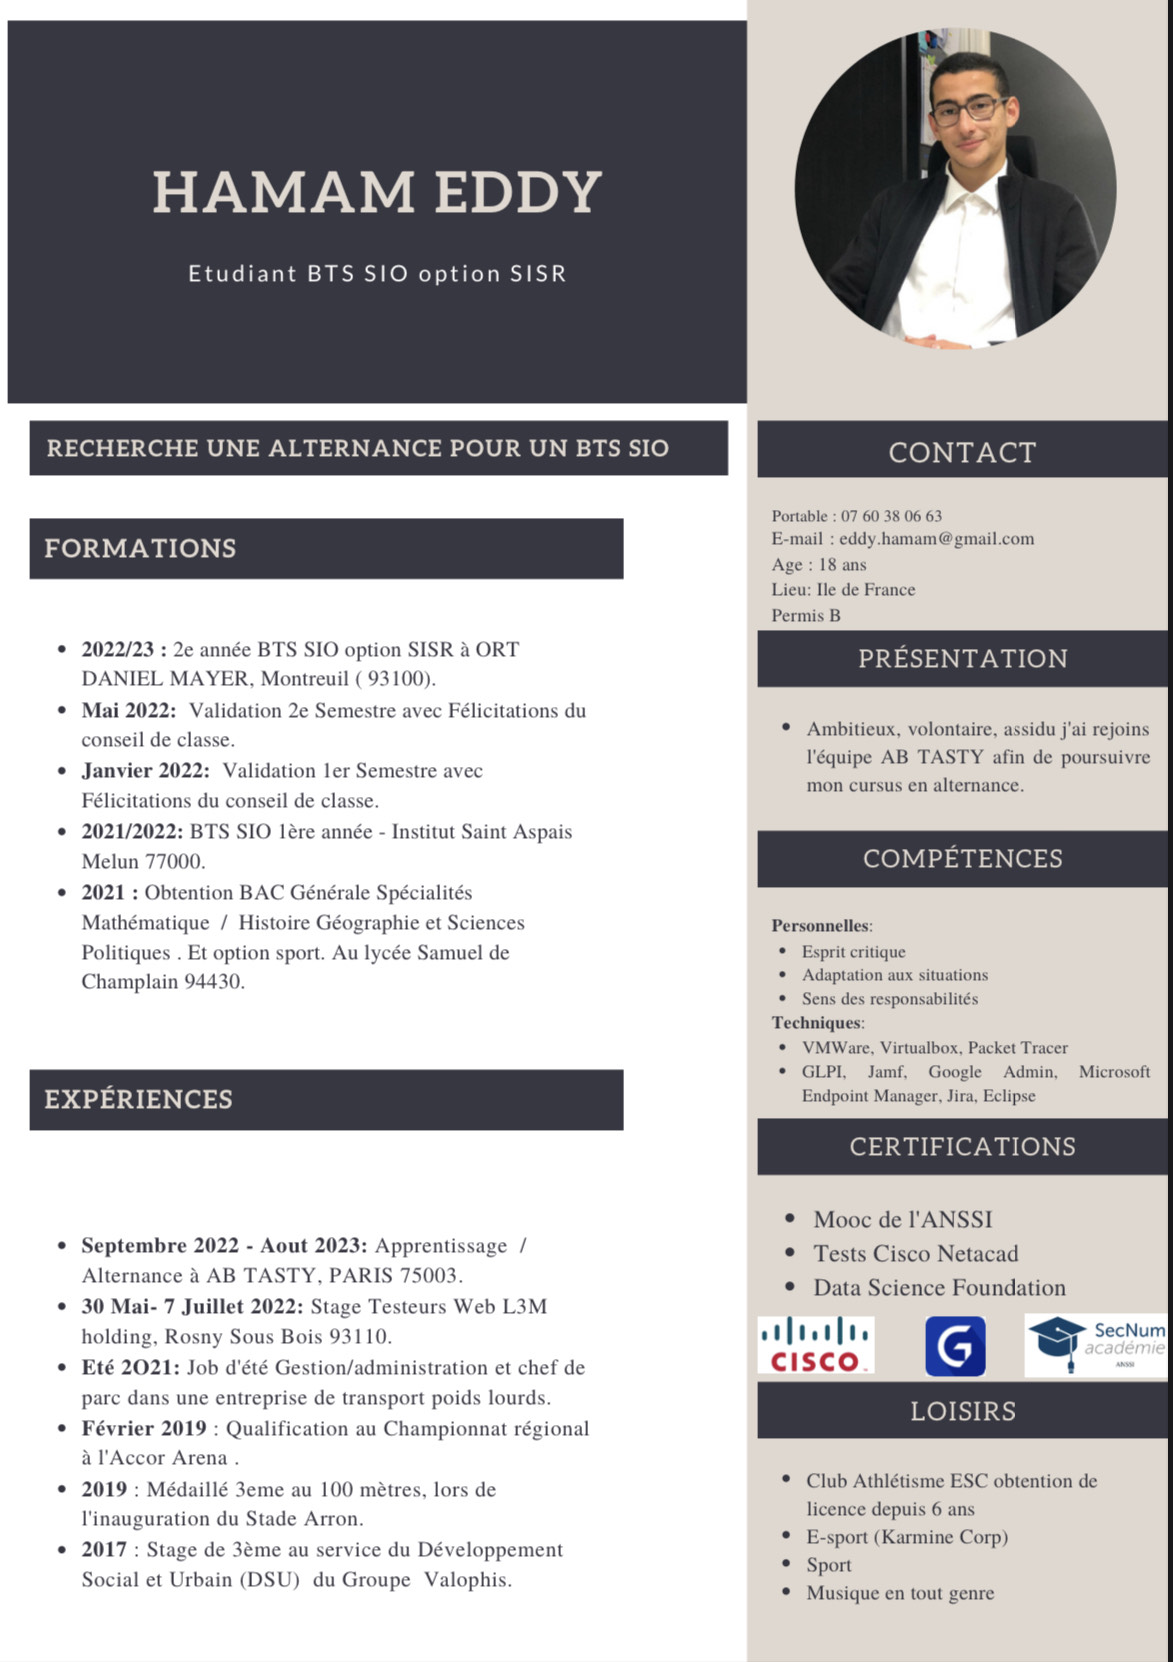 HAMAM EDDY
Etudiant BTS SIO option SISR
RECHERCHE UNE ALTERNANCE POUR UN BTS SIO
FORMATIONS
• 2022/23 : 2e année BTS SIO option SISR à ORT
DANIEL MAYER, Montreuil ( 93100).
• Mai 2022:  Validation 2e Semestre avec Félicitations du
conseil de classe.
• Janvier 2022:  Validation 1er Semestre avec
Félicitations du conseil de classe.
• 2021/2022: BTS SIO 1ère année - Institut Saint Aspais
Melun 77000.
• 2021 : Obtention BAC Générale Spécialités
Mathématique  /  Histoire Géographie et Sciences
Politiques . Et option sport. Au lycée Samuel de
Champlain 94430.
EXPÉRIENCES
• Septembre 2022 - Aout 2023: Apprentissage  /
Alternance à AB TASTY, PARIS 75003.
• 30 Mai- 7 Juillet 2022: Stage Testeurs Web L3M
holding, Rosny Sous Bois 93110.
• Eté 2O21: Job d'été Gestion/administration et chef de
parc dans une entreprise de transport poids lourds.
• Février 2019 : Qualification au Championnat régional
à l'Accor Arena .
• 2019 : Médaillé 3eme au 100 mètres, lors de
l'inauguration du Stade Arron.
• 2017 : Stage de 3ème au service du Développement
Social et Urbain (DSU)  du Groupe  Valophis.
CONTACT
Portable : 07 60 38 06 63
E-mail : eddy.hamam@gmail.com
Age : 18 ans
Lieu: Ile de France
Permis B
PRÉSENTATION
• Ambitieux, volontaire, assidu j'ai rejoins
l'équipe AB TASTY afin de poursuivre
mon cursus en alternance.
COMPÉTENCES
Personnelles:
• Esprit critique
• Adaptation aux situations
• Sens des responsabilités
Techniques:
• VMWare, Virtualbox, Packet Tracer
• GLPI, Jamf, Google Admin, Microsoft
Endpoint Manager, Jira, Eclipse
CERTIFICATIONS
• Mooc de l'ANSSI
• Tests Cisco Netacad
• Data Science Foundation
CISCO
G
SecNum
académie
ANSSI
LOISIRS
• Club Athlétisme ESC obtention de
licence depuis 6 ans
• E-sport (Karmine Corp)
• Sport
• Musique en tout genre